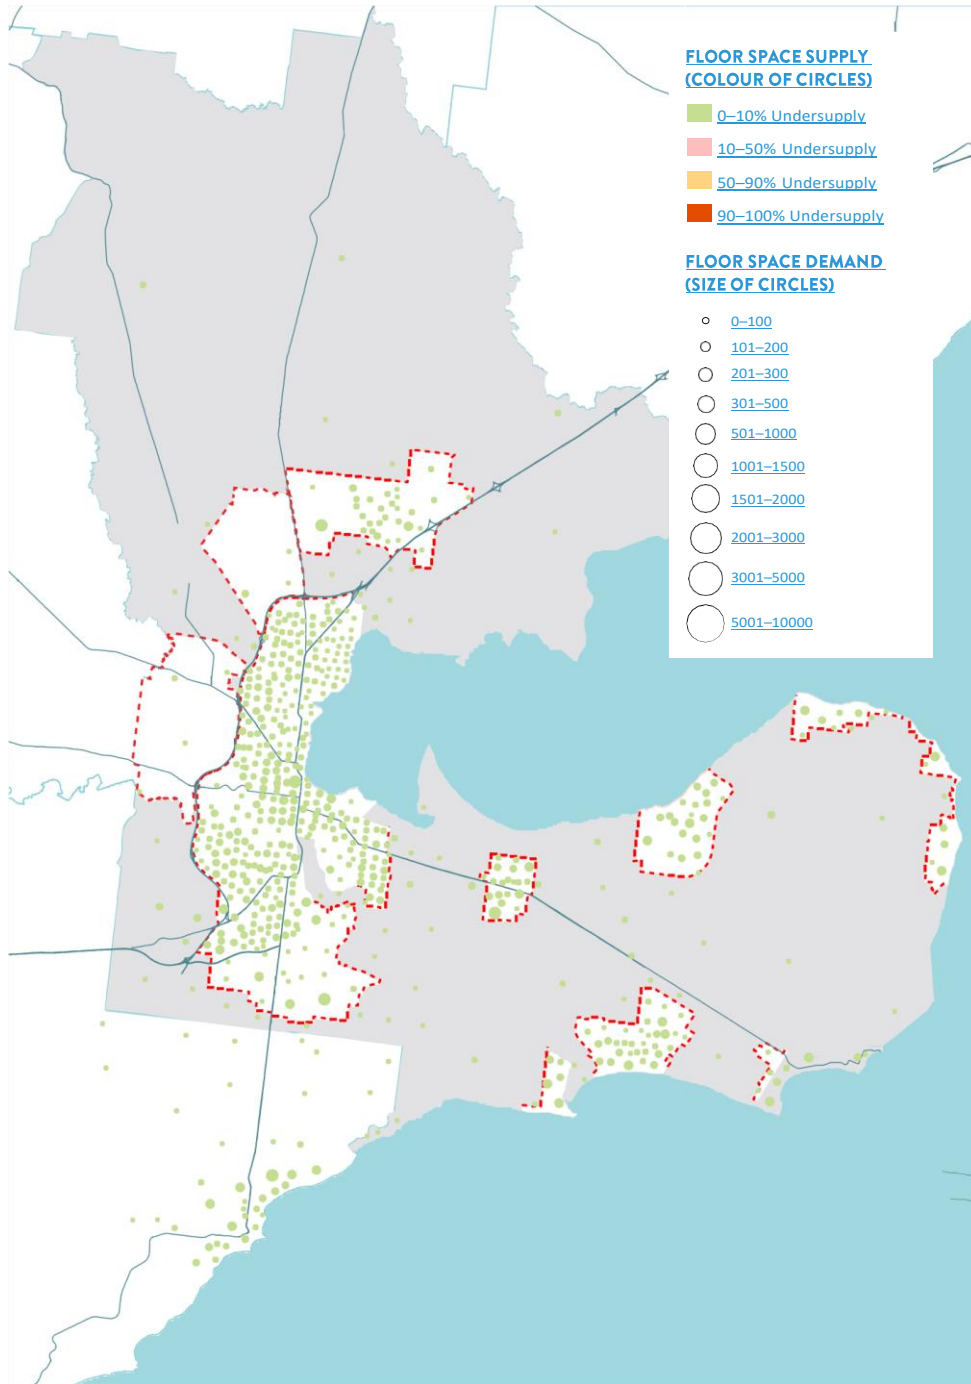 FLOOR SPACE SUPPLY
(COLOUR OF CIRCLES)
0–10% Undersupply
10–50% Undersupply
50–90% Undersupply
90–100% Undersupply
FLOOR SPACE DEMAND
(SIZE OF CIRCLES)
0–100
101–200
201–300
301–500
501–1000
1001–1500
1501–2000
2001–3000
3001–5000
5001–10000